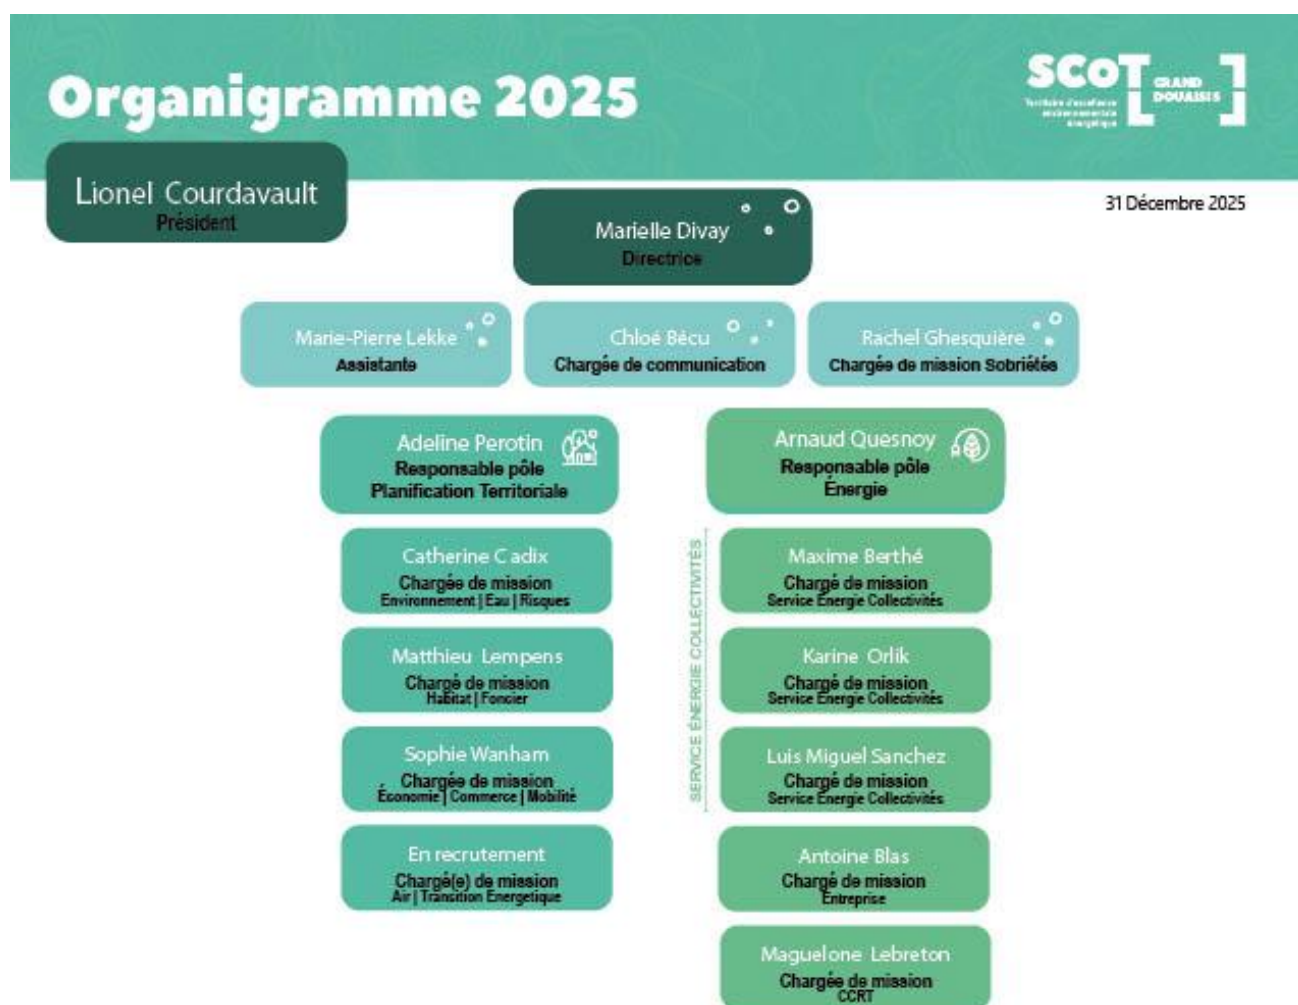 Organigramme 2025
SCOT
GRAND
DOUAISIS
Territoire d'excellence
environnementale
énergétique
Lionel Courdavault
Président
31 Décembre 2025
Marielle Divay
Directrice
Marie-Pierre Lekke
Assistante
Chloé Bécu
Chargée de communication
Rachel Ghesquière
Chargée de mission Sobriétés
Adeline Perotin
Responsable pôle
Planification Territoriale
Arnaud Quesnoy
Responsable pôle
Énergie
Catherine Cadix
Chargée de mission
Environnement | Eau | Risques
Matthieu Lempens
Chargé de mission
Habitat | Foncier
Sophie Wanham
Chargée de mission
Économie | Commerce | Mobilité
En recrutement
Chargé(e) de mission
Air | Transition Energetique
SERVICE ÉNERGIE COLLECTIVITÉS
Maxime Berthé
Chargé de mission
Service Énergie Collectivités
Karine Orlik
Chargé de mission
Service Énergie Collectivités
Luis Miguel Sanchez
Chargé de mission
Service Énergie Collectivités
Antoine Blas
Chargé de mission
Entreprise
Maguelone Lebreton
Chargée de mission
CCRT